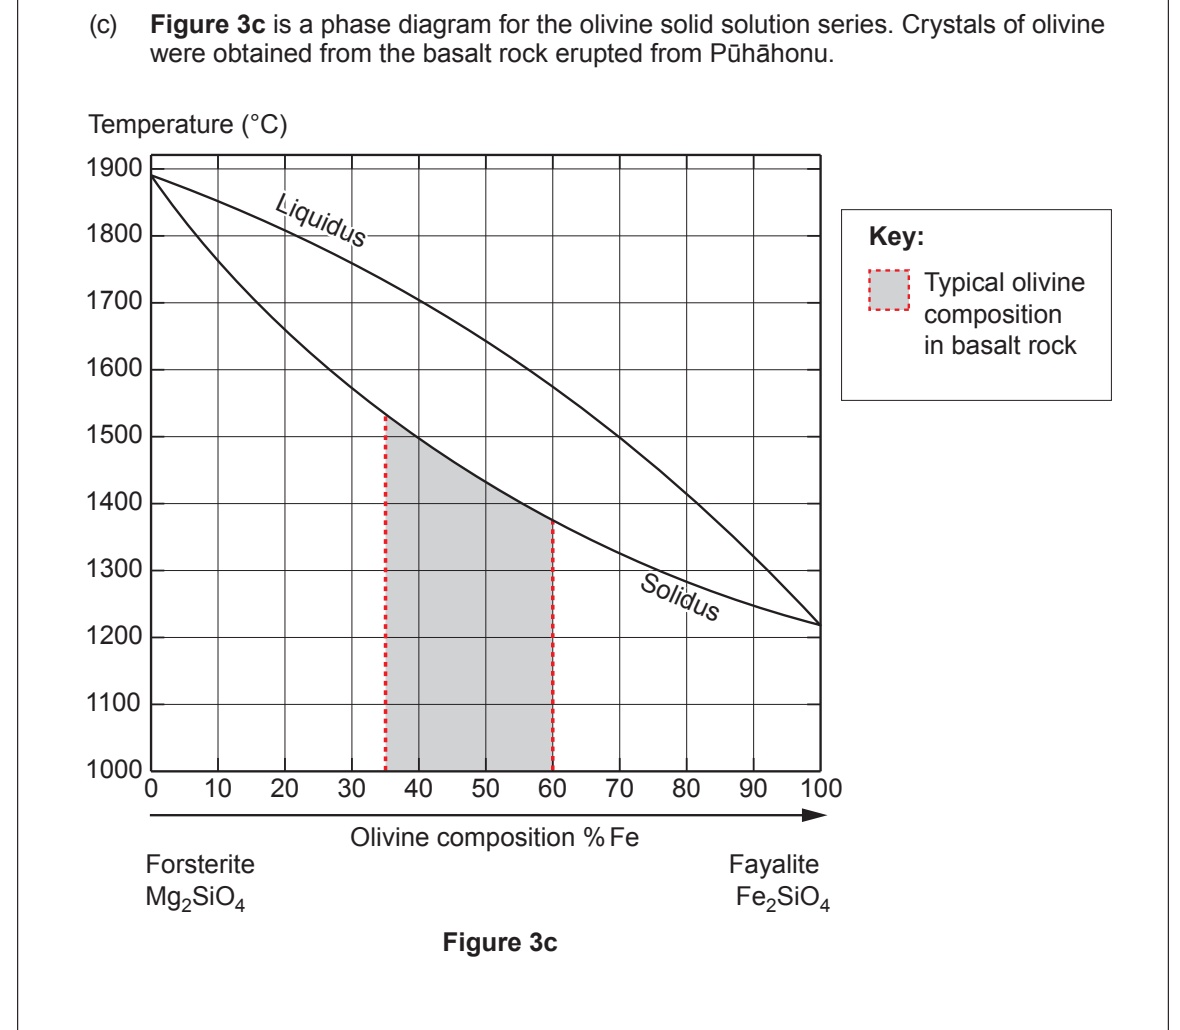 (c) Figure 3c is a phase diagram for the olivine solid solution series. Crystals of olivine
were obtained from the basalt rock erupted from Pūhāhonu.
Temperature (°C)
1900
1800
1700
1600
1500
1400
1300
1200
1100
1000
Liquidus
Solidus
0 10 20 30 40 50 60 70 80 90 100
Olivine composition % Fe
Forsterite
Mg₂SiO₄
Fayalite
Fe₂SiO₄
Key:
Typical olivine
composition
in basalt rock
Figure 3c